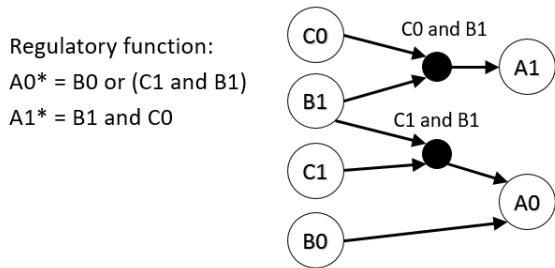 Regulatory function:
A0* = B0 or (C1 and B1)
A1* = B1 and C0
C0
C0 and B1
A1
B1
C1 and B1
C1
A0
B0